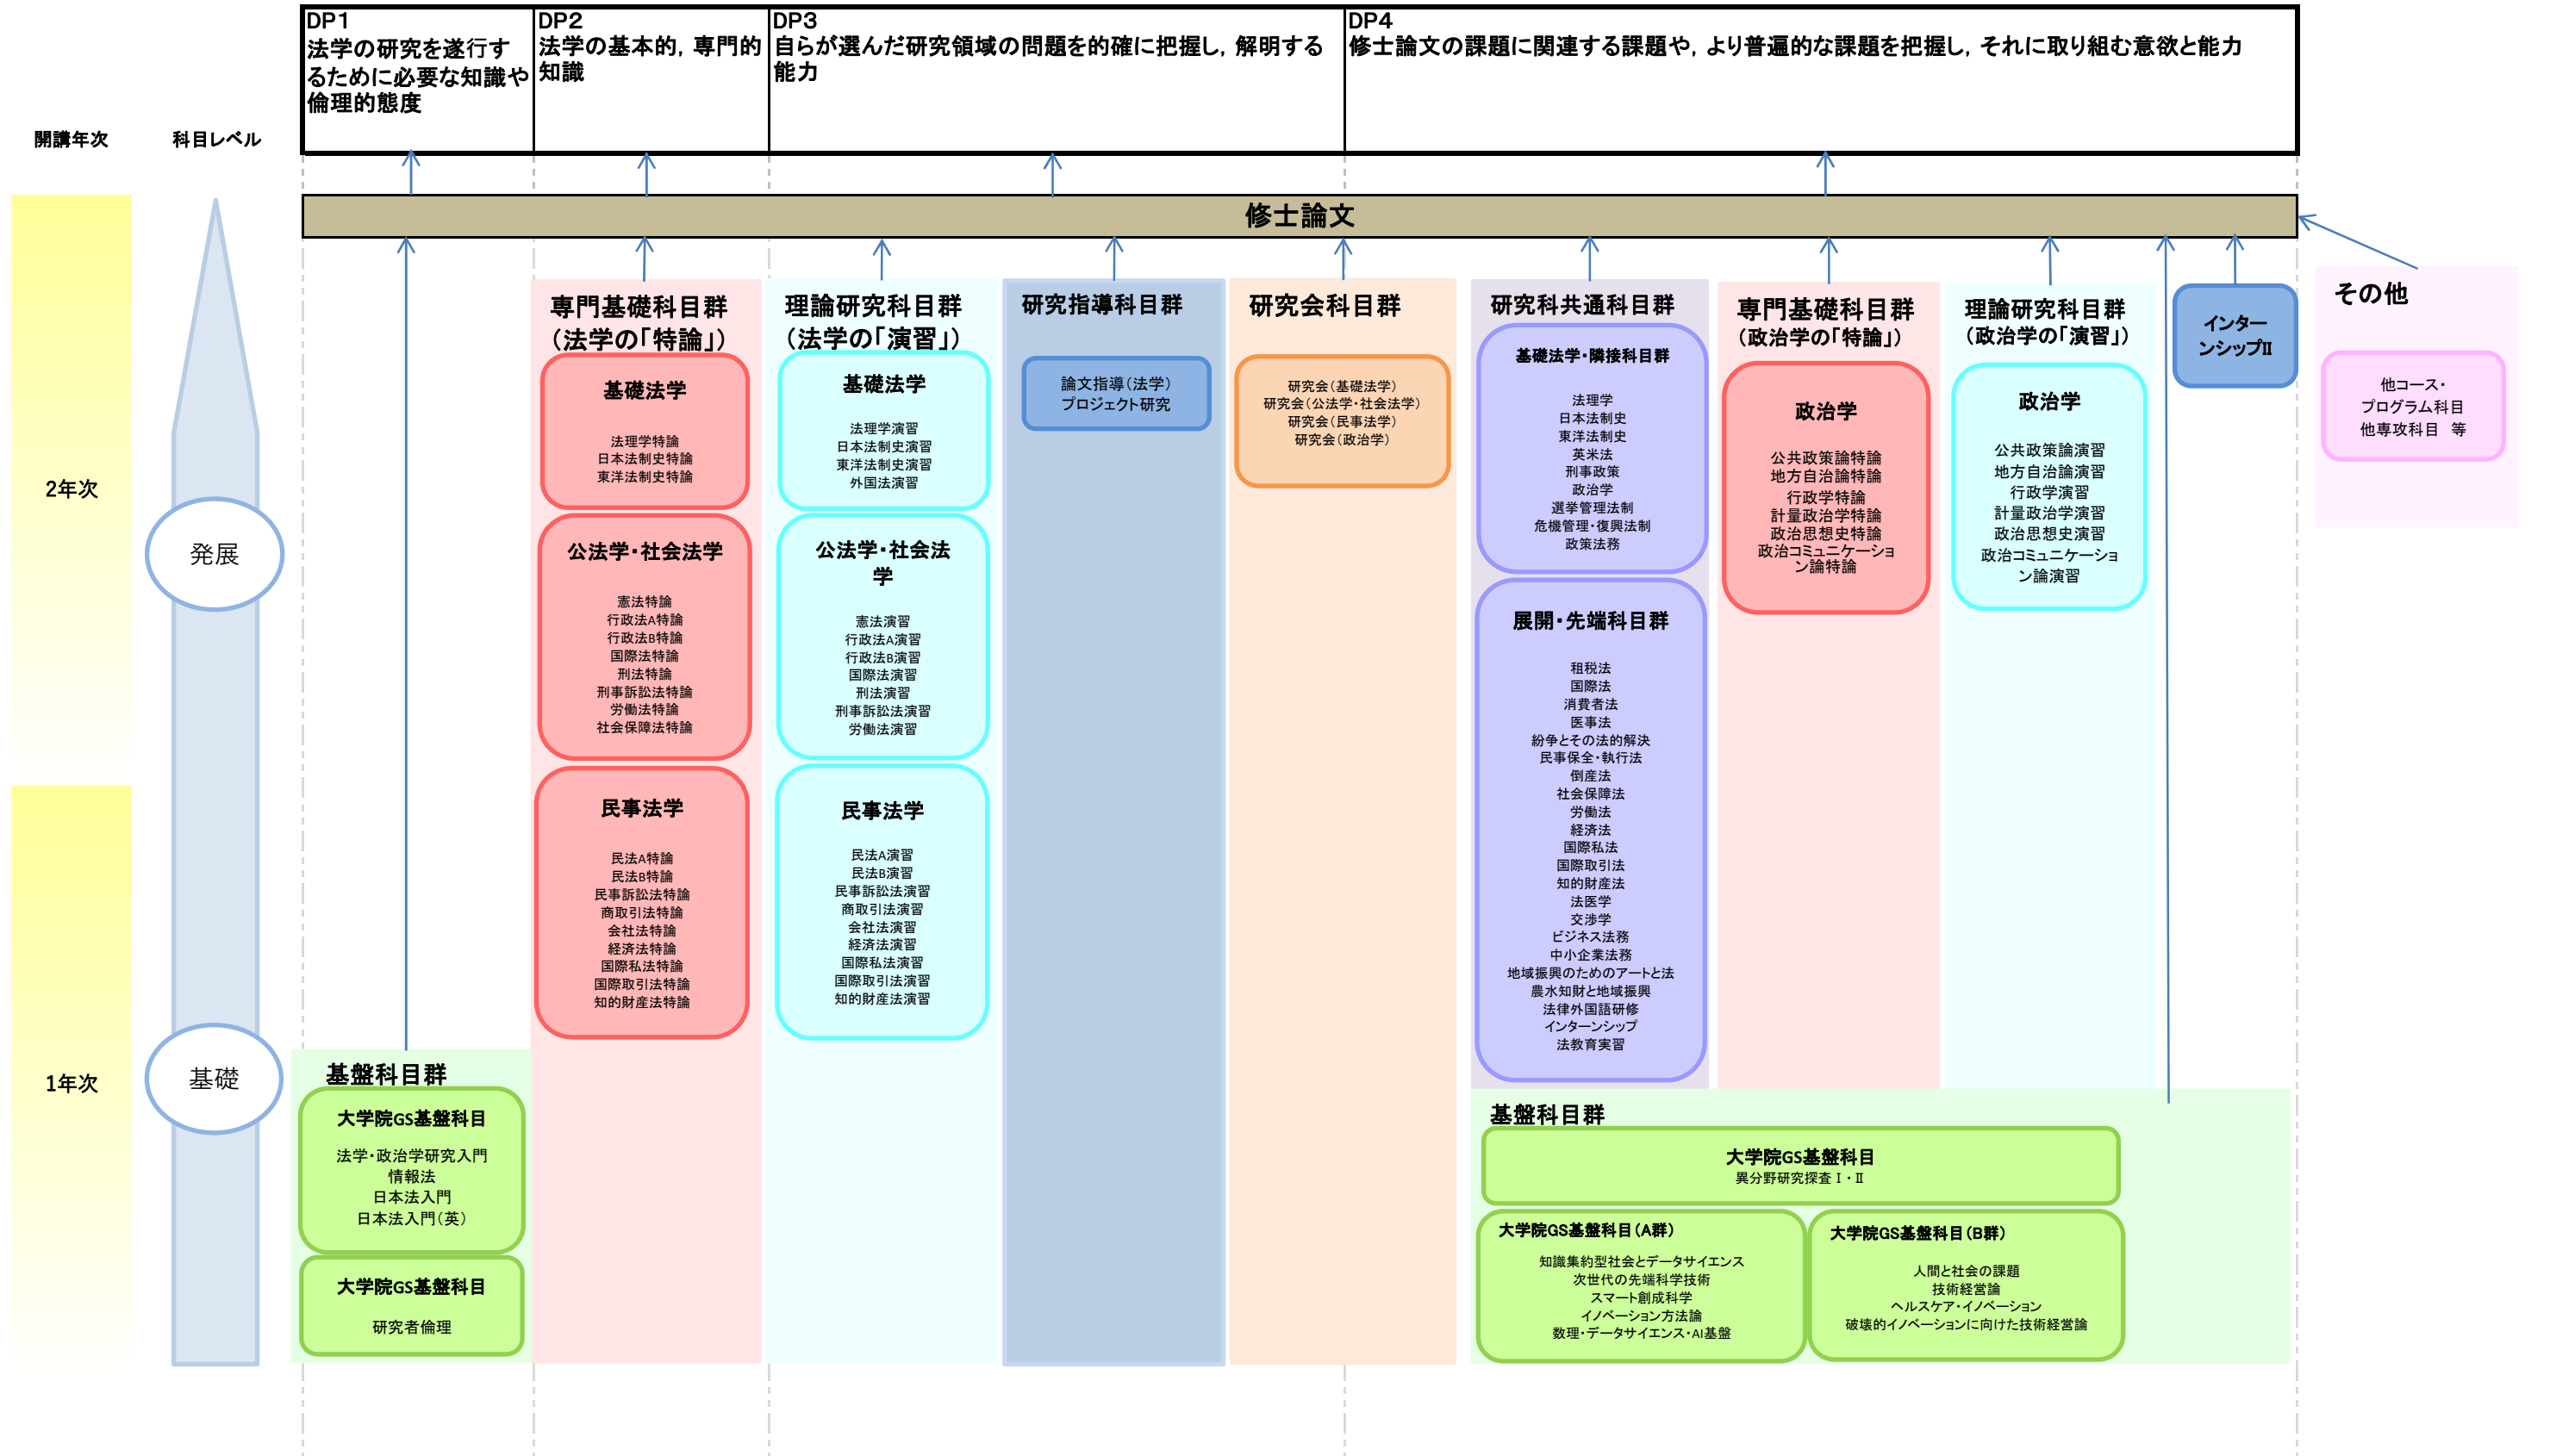 DP1
法学の研究を遂行す
るために必要な知識や
倫理的態度
DP2
法学の基本的，専門的
知識
DP3
自らが選んだ研究領域の問題を的確に把握し，解明する
能力
DP4
修士論文の課題に関連する課題や，より普遍的な課題を把握し，それに取り組む意欲と能力
開講年次
科目レベル
修士論文
2年次
1年次
発展
基礎
基盤科目群
大学院GS基盤科目
法学・政治学研究入門
情報法
日本法入門
日本法入門（英）
大学院GS基盤科目
研究者倫理
専門基礎科目群
（法学の「特論」）
基礎法学
法理学特論
日本法制史特論
東洋法制史特論
公法学・社会法学
憲法特論
行政法A特論
行政法B特論
国際法特論
刑法特論
刑事訴訟法特論
労働法特論
社会保障法特論
民事法学
民法A特論
民法B特論
民事訴訟法特論
商取引法特論
会社法特論
経済法特論
国際私法特論
国際取引法特論
知的財産法特論
理論研究科目群
（法学の「演習」）
基礎法学
法理学演習
日本法制史演習
東洋法制史演習
外国法演習
公法学・社会法
学
憲法演習
行政法A演習
行政法B演習
国際法演習
刑法演習
刑事訴訟法演習
労働法演習
民事法学
民法A演習
民法B演習
民事訴訟法演習
商取引法演習
会社法演習
経済法演習
国際私法演習
国際取引法演習
知的財産法演習
研究指導科目群
論文指導（法学）
プロジェクト研究
研究会科目群
研究会（基礎法学）
研究会（公法学・社会法学）
研究会（民事法学）
研究会（政治学）
研究科共通科目群
基礎法学・隣接科目群
法理学
日本法制史
東洋法制史
英米法
刑事政策
政治学
選挙管理法制
危機管理・復興法制
政策法務
展開・先端科目群
租税法
国際法
消費者法
医事法
紛争とその法的解決
民事保全・執行法
倒産法
社会保障法
労働法
経済法
国際私法
国際取引法
知的財産法
法医学
交渉学
ビジネス法務
中小企業法務
地域振興のためのアートと法
農水知財と地域振興
法律外国語研修
インターンシップ
法教育実習
専門基礎科目群
（政治学の「特論」）
政治学
公共政策論特論
地方自治論特論
行政学特論
計量政治学特論
政治思想史特論
政治コミュニケーショ
ン論特論
理論研究科目群
（政治学の「演習」）
政治学
公共政策論演習
地方自治論演習
行政学演習
計量政治学演習
政治思想史演習
政治コミュニケーショ
ン論演習
インター
ンシップⅡ
その他
他コース・
プログラム科目
他専攻科目　等
基盤科目群
大学院GS基盤科目
異分野研究探査Ⅰ・Ⅱ
大学院GS基盤科目（A群）
知識集約型社会とデータサイエンス
次世代の先端科学技術
スマート創成科学
イノベーション方法論
数理・データサイエンス・AI基盤
大学院GS基盤科目（B群）
人間と社会の課題
技術経営論
ヘルスケア・イノベーション
破壊的イノベーションに向けた技術経営論